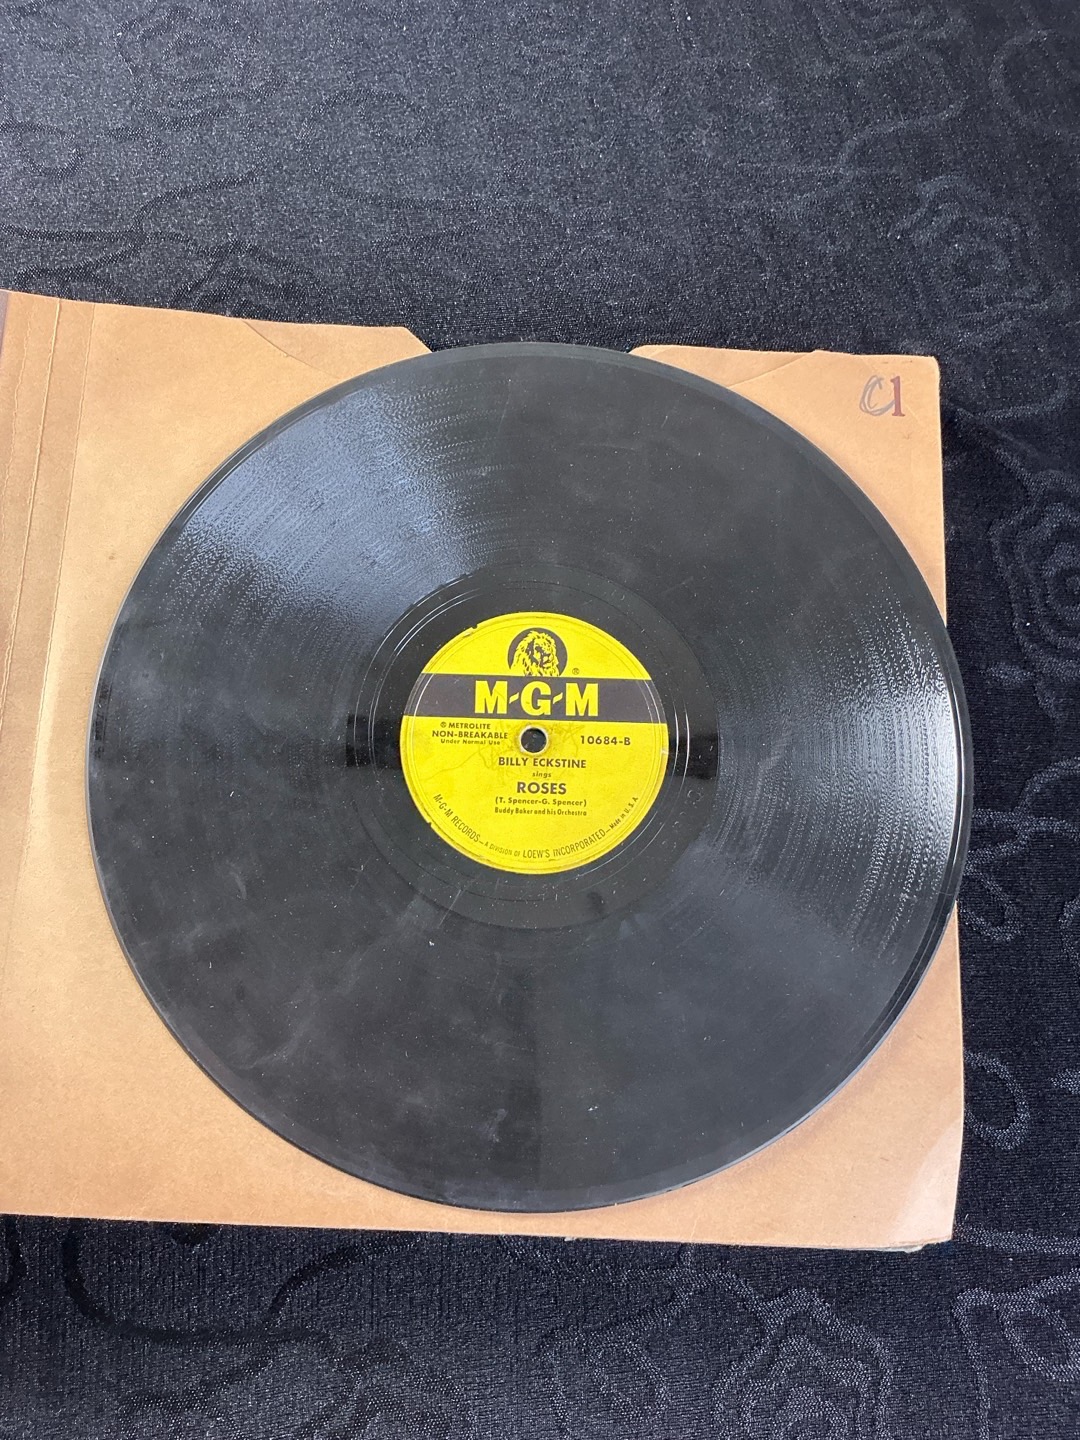 C1
M-G-M
®
® METROLITE
NON-BREAKABLE
Under Normal Use
10684-B
BILLY ECKSTINE
sings
ROSES
(T. Spencer-G. Spencer)
Buddy Baker and his Orchestra
M-G-M RECORDS—A DIVISION OF LOEW'S INCORPORATED—Made in U.S.A.